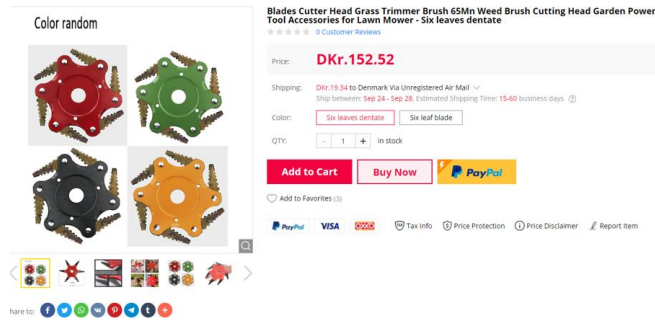 Color random
Blades Cutter Head Grass Trimmer Brush 65Mn Weed Brush Cutting Head Garden Power
Tool Accessories for Lawn Mower - Six leaves dentate
0 Customer Reviews
Price: DKr.152.52
Shipping: DKr.19.34 to Denmark Via Unregistered Air Mail
Ship between: Sep 24 - Sep 28, Estimated Shipping Time: 15-60 business days
Color: Six leaves dentate Six leaf blade
QTY: - 1 + in stock
Add to Cart Buy Now PayPal
Add to Favorites (3)
PayPal VISA Tax Info Price Protection Price Disclaimer Report Item
hare to: